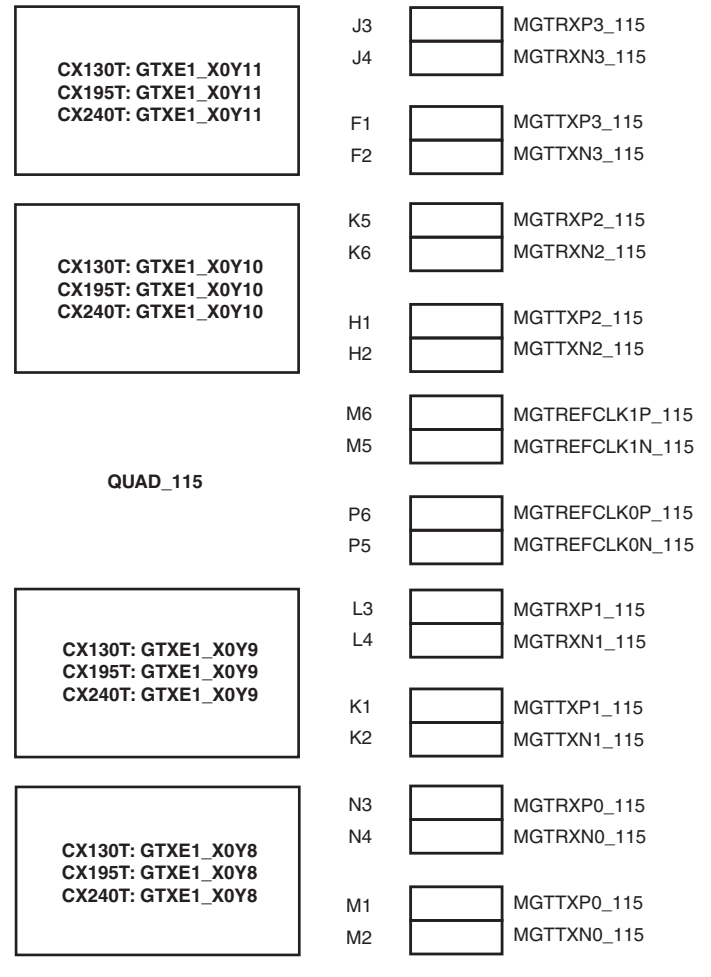 J3 MGTRXP3_115
J4 MGTRXN3_115
CX130T: GTXE1_X0Y11
CX195T: GTXE1_X0Y11
CX240T: GTXE1_X0Y11
F1 MGTTXP3_115
F2 MGTTXN3_115
K5 MGTRXP2_115
K6 MGTRXN2_115
CX130T: GTXE1_X0Y10
CX195T: GTXE1_X0Y10
CX240T: GTXE1_X0Y10
H1 MGTTXP2_115
H2 MGTTXN2_115
M6 MGTREFCLK1P_115
M5 MGTREFCLK1N_115
QUAD_115
P6 MGTREFCLK0P_115
P5 MGTREFCLK0N_115
L3 MGTRXP1_115
L4 MGTRXN1_115
CX130T: GTXE1_X0Y9
CX195T: GTXE1_X0Y9
CX240T: GTXE1_X0Y9
K1 MGTTXP1_115
K2 MGTTXN1_115
N3 MGTRXP0_115
N4 MGTRXN0_115
CX130T: GTXE1_X0Y8
CX195T: GTXE1_X0Y8
CX240T: GTXE1_X0Y8
M1 MGTTXP0_115
M2 MGTTXN0_115